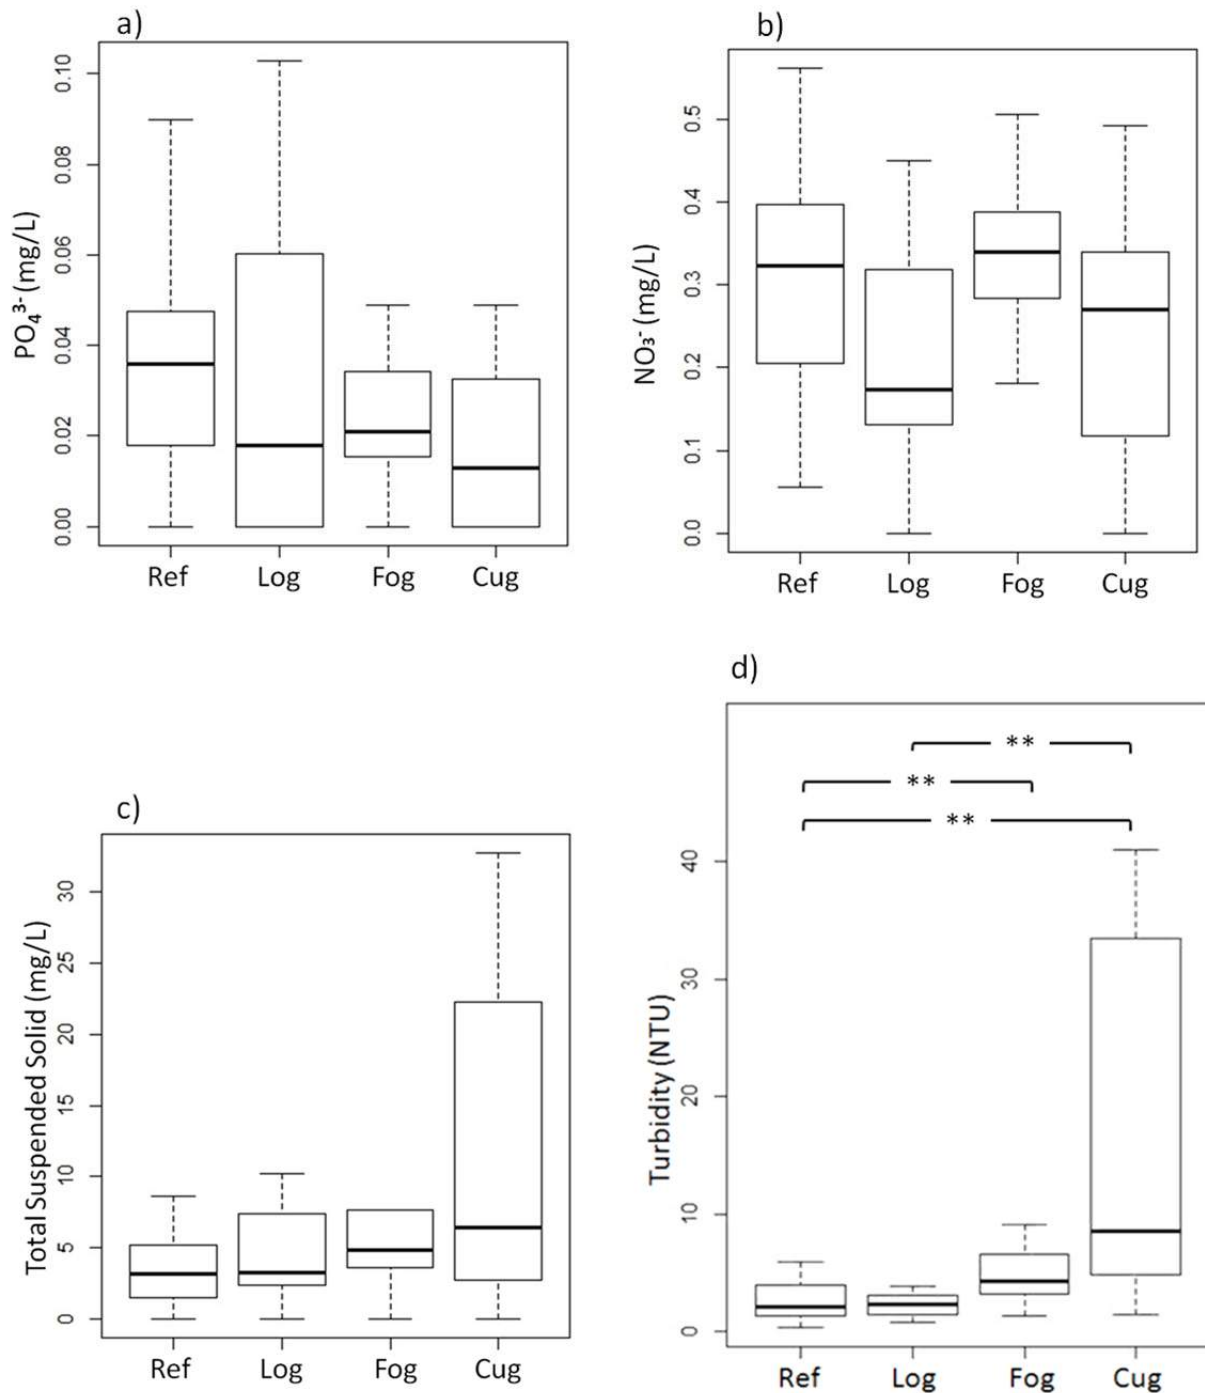 a)
PO₄³⁻ (mg/L)
0.10
0.08
0.06
0.04
0.02
0.00
Ref Log Fog Cug
b)
NO₃⁻ (mg/L)
0.5
0.4
0.3
0.2
0.1
0.0
Ref Log Fog Cug
c)
Total Suspended Solid (mg/L)
30
25
20
15
10
5
0
Ref Log Fog Cug
d)
**
**
**
Turbidity (NTU)
40
30
20
10
0
Ref Log Fog Cug